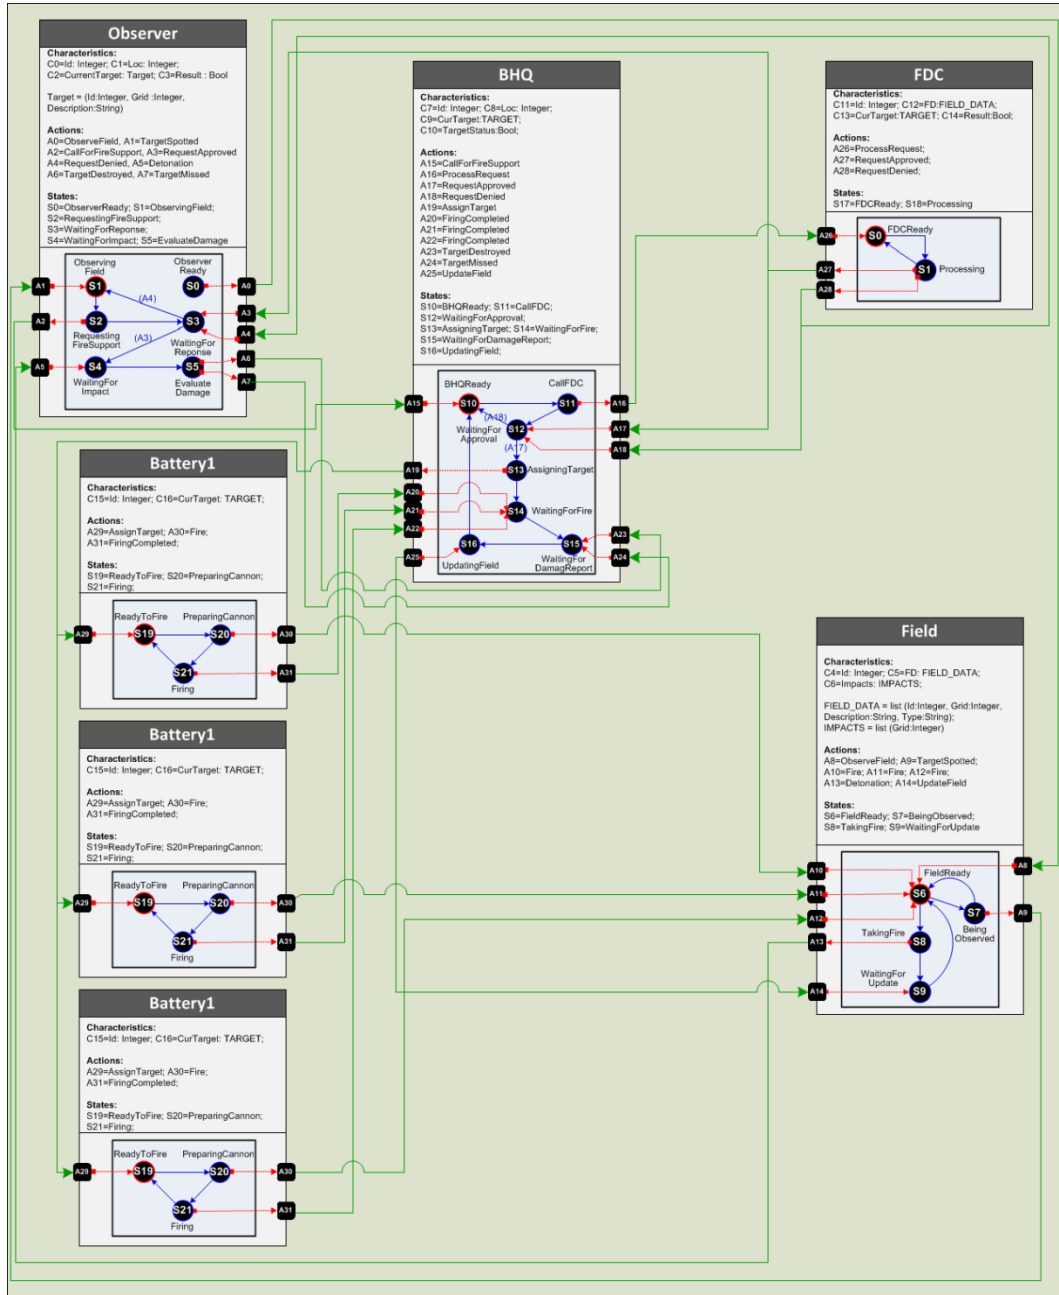 Observer
Characteristics:
C0=Id: Integer; C1=Loc: Integer;
C2=CurrentTarget: Target; C3=Result : Bool
Target = (Id:Integer, Grid :Integer,
Description:String)
Actions:
A0=ObserveField, A1=TargetSpotted
A2=CallForFireSupport, A3=RequestApproved
A4=RequestDenied, A5=Detonation
A6=TargetDestroyed, A7=TargetMissed
States:
S0=ObserverReady; S1=ObservingField;
S2=RequestingFireSupport;
S3=WaitingForReponse;
S4=WaitingForImpact; S5=EvaluateDamage
Observing
Field
Observer
Ready
A1
S1
S0
A0
(A4)
A2
S2
S3
A3
A4
Requesting
FireSupport
(A3)
WaitingFor
Reponse
A5
S4
S5
A6
A7
WaitingFor
Impact
Evaluate
Damage
BHQ
Characteristics:
C7=Id: Integer; C8=Loc: Integer;
C9=CurTarget:TARGET;
C10=TargetStatus:Bool;
Actions:
A15=CallForFireSupport
A16=ProcessRequest
A17=RequestApproved
A18=RequestDenied
A19=AssignTarget
A20=FiringCompleted
A21=FiringCompleted
A22=FiringCompleted
A23=TargetDestroyed
A24=TargetMissed
A25=UpdateField
States:
S10=BHQReady; S11=CallFDC;
S12=WaitingForApproval;
S13=AssigningTarget; S14=WaitingForFire;
S15=WaitingForDamageReport;
S16=UpdatingField;
BHQReady
CallFDC
A15
S10
S11
A16
(A18)
S12
A17
WaitingFor
Approval
(A17)
A18
A19
S13
AssigningTarget
A20
A21
S14
WaitingForFire
A22
A23
S16
S15
A25
A24
UpdatingField
WaitingFor
DamagReport
FDC
Characteristics:
C11=Id: Integer; C12=FD:FIELD_DATA;
C13=CurTarget:TARGET; C14=Result:Bool;
Actions:
A26=ProcessRequest;
A27=RequestApproved;
A28=RequestDenied;
States:
S17=FDCReady; S18=Processing
A26
S0
FDCReady
A27
S1
Processing
A28
Battery1
Characteristics:
C15=Id: Integer; C16=CurTarget: TARGET;
Actions:
A29=AssignTarget; A30=Fire;
A31=FiringCompleted;
States:
S19=ReadyToFire; S20=PreparingCannon;
S21=Firing;
ReadyToFire
PreparingCannon
A29
S19
S20
A30
S21
A31
Firing
Battery1
Characteristics:
C15=Id: Integer; C16=CurTarget: TARGET;
Actions:
A29=AssignTarget; A30=Fire;
A31=FiringCompleted;
States:
S19=ReadyToFire; S20=PreparingCannon;
S21=Firing;
ReadyToFire
PreparingCannon
A29
S19
S20
A30
S21
A31
Firing
Battery1
Characteristics:
C15=Id: Integer; C16=CurTarget: TARGET;
Actions:
A29=AssignTarget; A30=Fire;
A31=FiringCompleted;
States:
S19=ReadyToFire; S20=PreparingCannon;
S21=Firing;
ReadyToFire
PreparingCannon
A29
S19
S20
A30
S21
A31
Firing
Field
Characteristics:
C4=Id: Integer; C5=FD: FIELD_DATA;
C6=Impacts: IMPACTS;
FIELD_DATA = list (Id:Integer, Grid:Integer,
Description:String, Type:String);
IMPACTS = list (Grid:Integer)
Actions:
A8=ObserveField; A9=TargetSpotted;
A10=Fire; A11=Fire; A12=Fire;
A13=Detonation; A14=UpdateField
States:
S6=FieldReady; S7=BeingObserved;
S8=TakingFire; S9=WaitingForUpdate
A10
FieldReady
A8
A11
S6
A12
S7
A9
TakingFire
Being
Observed
A13
S8
WaitingFor
Update
A14
S9